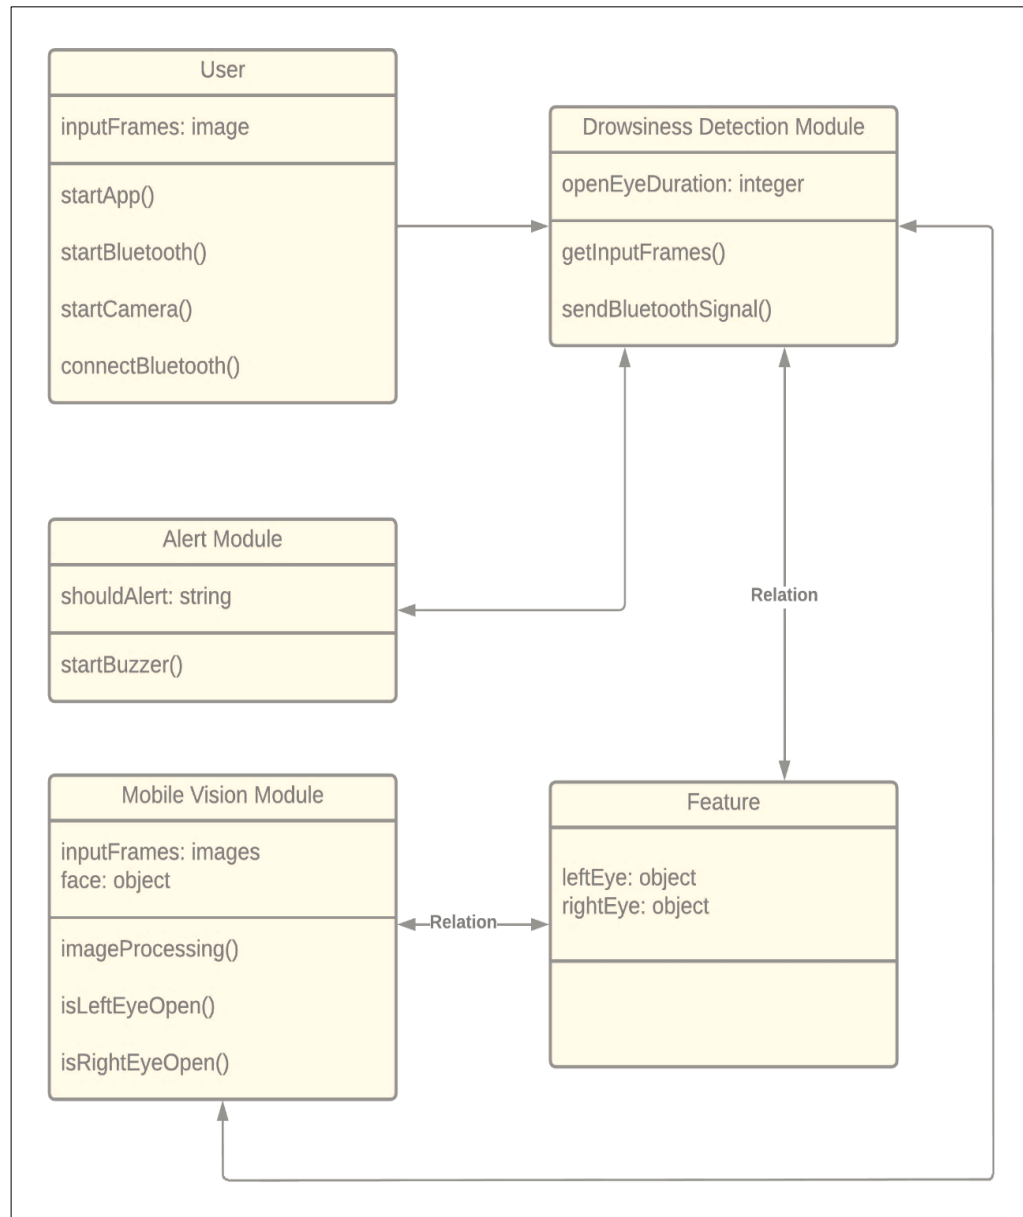 User
inputFrames: image
startApp()
startBluetooth()
startCamera()
connectBluetooth()
Drowsiness Detection Module
openEyeDuration: integer
getInputFrames()
sendBluetoothSignal()
Alert Module
shouldAlert: string
startBuzzer()
Relation
Mobile Vision Module
inputFrames: images
face: object
imageProcessing()
isLeftEyeOpen()
isRightEyeOpen()
Relation
Feature
leftEye: object
rightEye: object